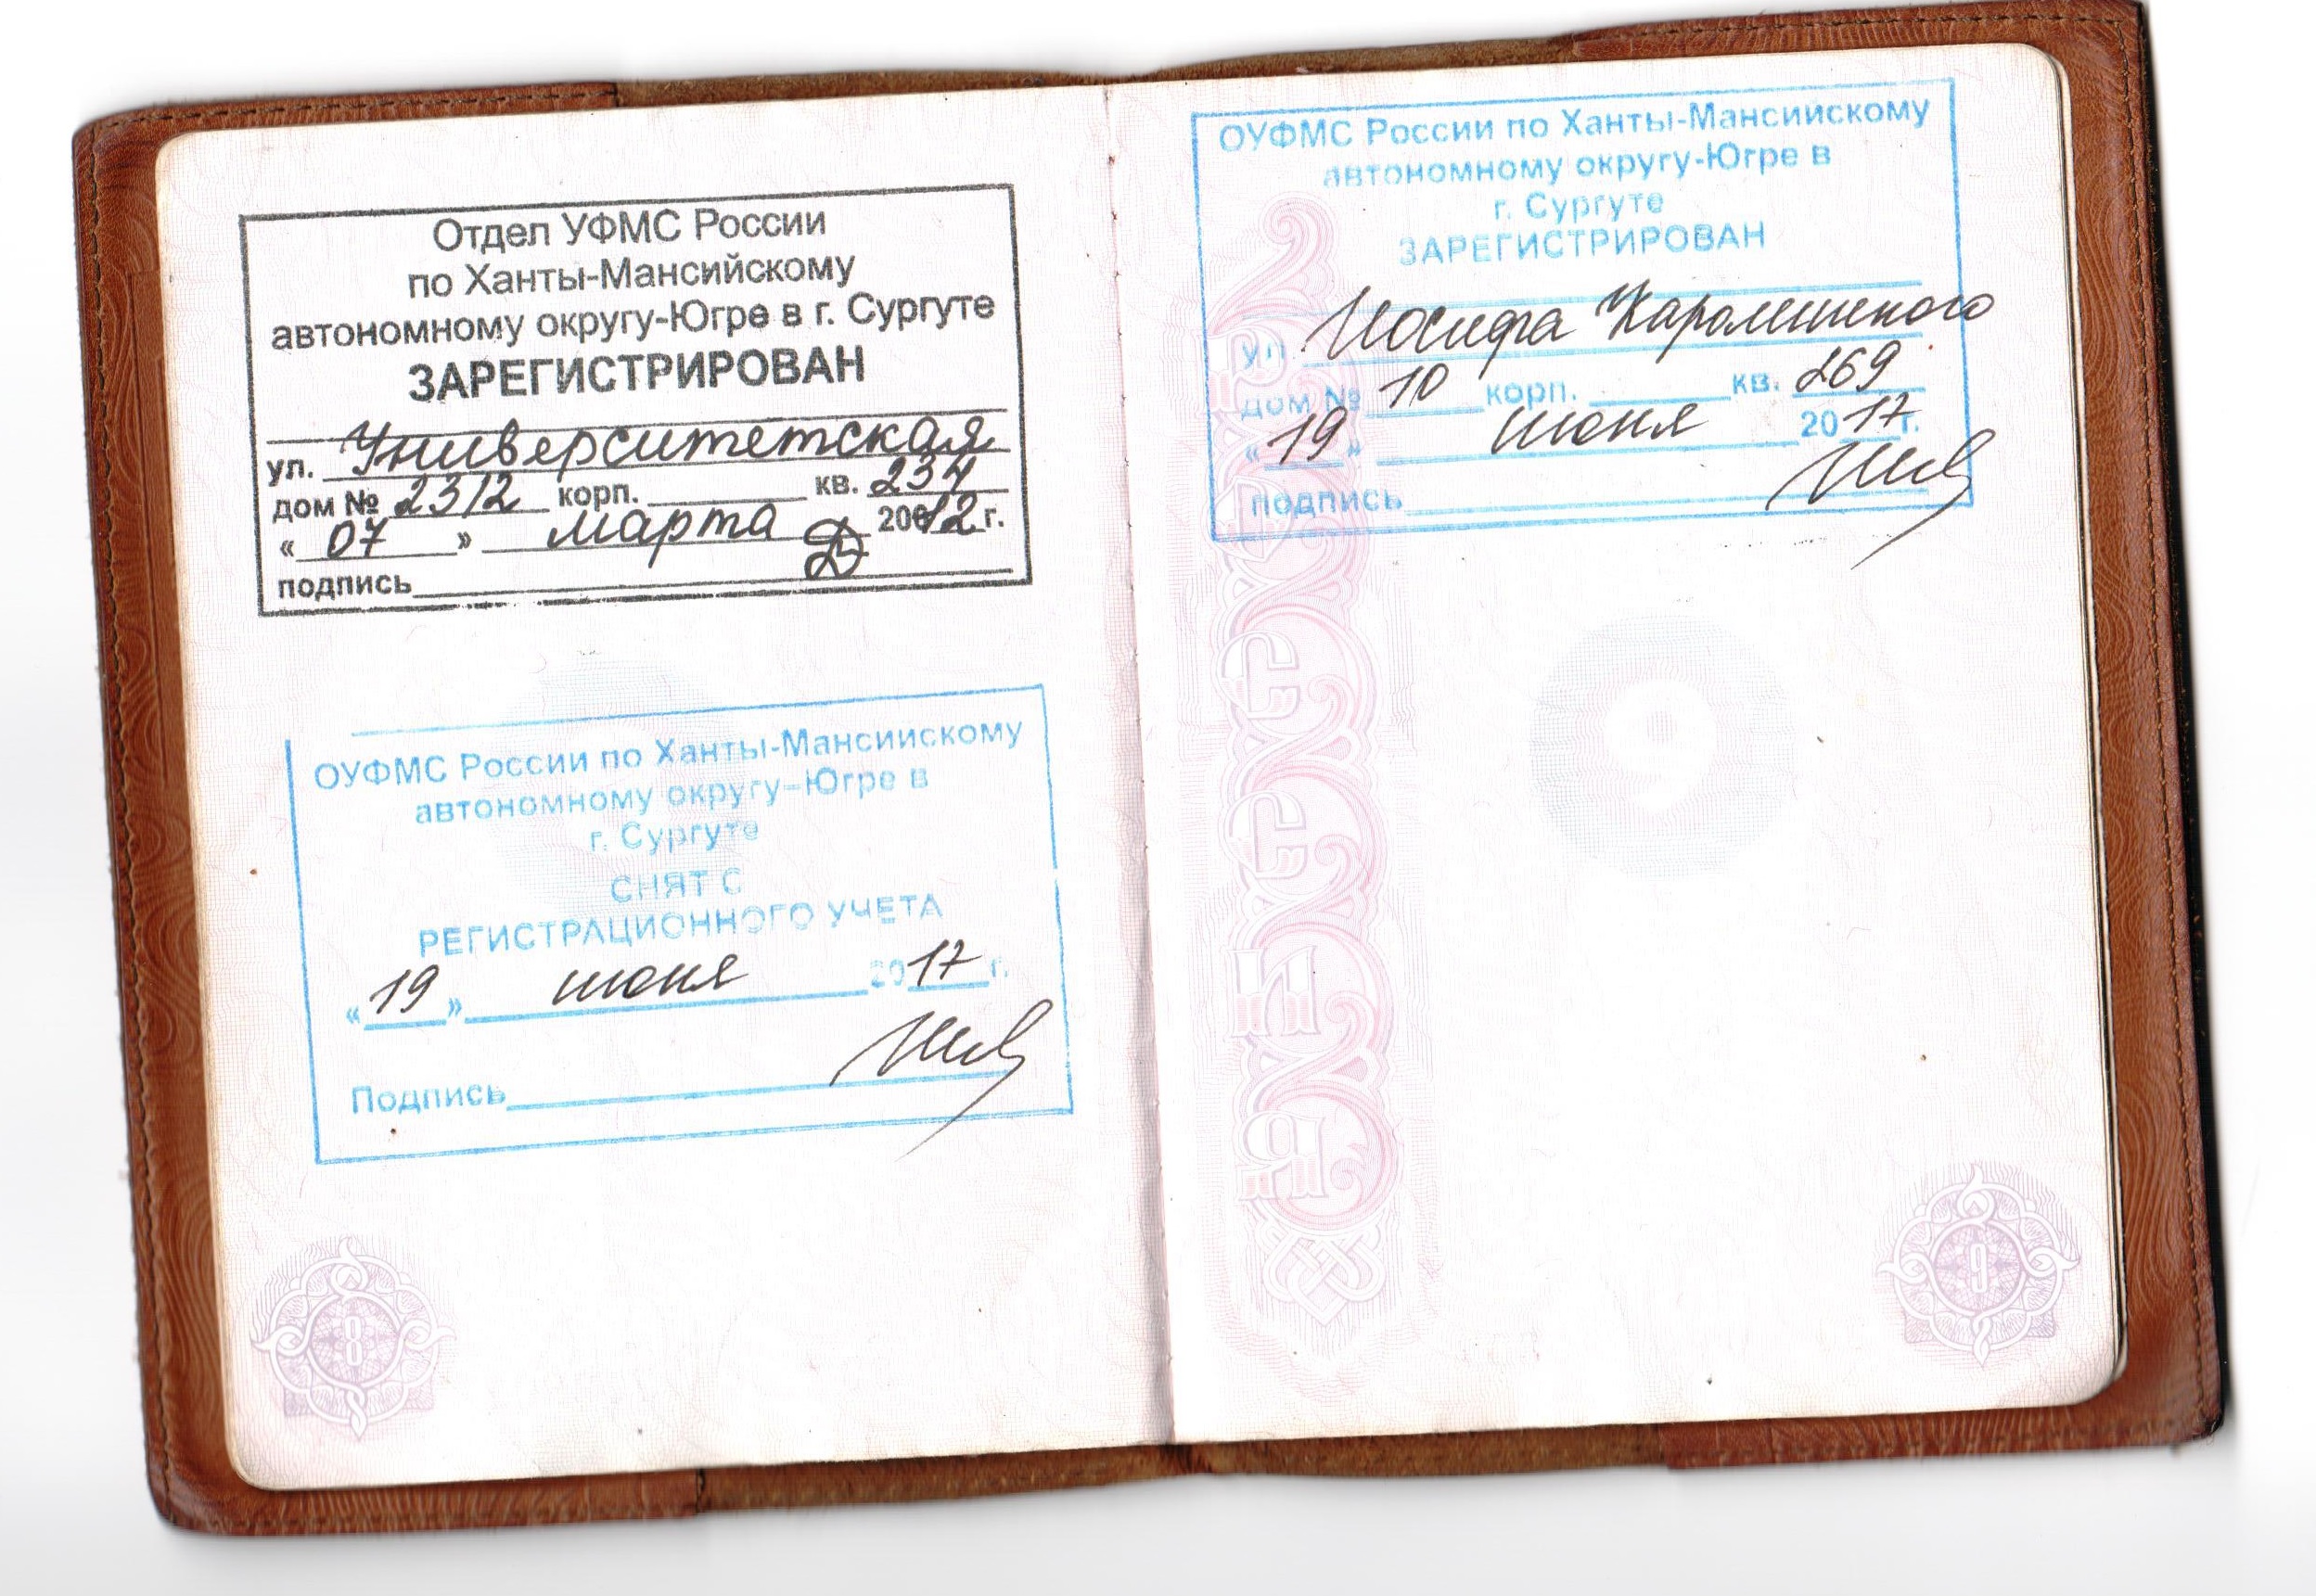 Отдел УФМС России
по Ханты-Мансийскому
автономному округу-Югре в г. Сургуте
ЗАРЕГИСТРИРОВАН
ул. Университетская
дом № 23/2 корп. кв. 234
« 07 » марта 2012 г.
подпись
ОУФМС России по Ханты-Мансийскому
автономному округу-Югре в
г. Сургуте
СНЯТ С
РЕГИСТРАЦИОННОГО УЧЕТА
« 19 » июня 2017 г.
Подпись
8
ОУФМС России по Ханты-Мансийскому
автономному округу-Югре в
г. Сургуте
ЗАРЕГИСТРИРОВАН
ул. Иосифа Каролинского
дом № 10 корп. кв. 269
« 19 » июня 2017 г.
подпись
9
9